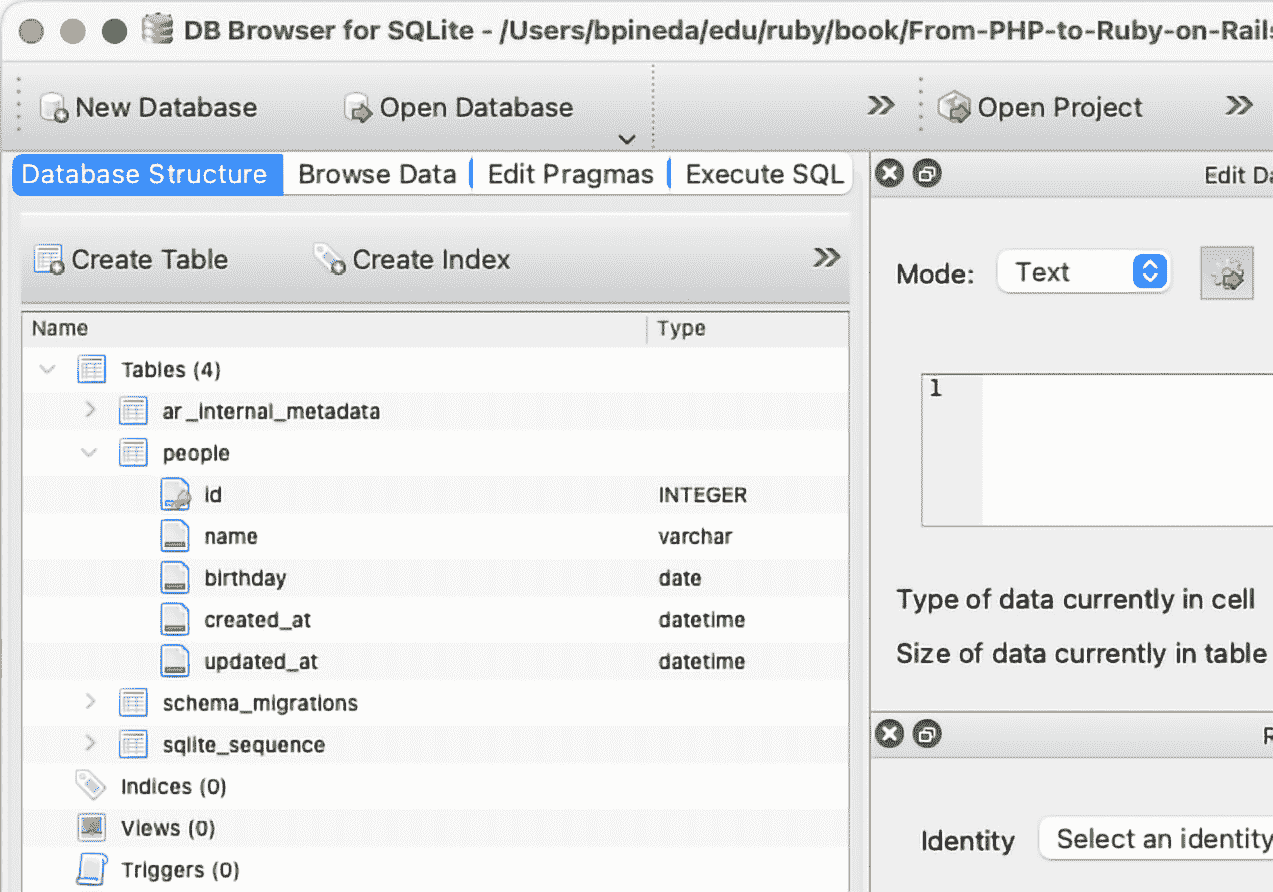 DB Browser for SQLite - /Users/bpineda/edu/ruby/book/From-PHP-to-Ruby-on-Rails
New Database Open Database Open Project
Database Structure Browse Data Edit Pragmas Execute SQL
Edit Da
Create Table Create Index
Mode: Text
Name Type
1
Tables (4)
ar_internal_metadata
people
id INTEGER
name varchar
birthday date
created_at datetime
updated_at datetime
schema_migrations
sqlite_sequence
Indices (0)
Views (0)
Triggers (0)
Type of data currently in cell
Size of data currently in table
R
Identity Select an identity